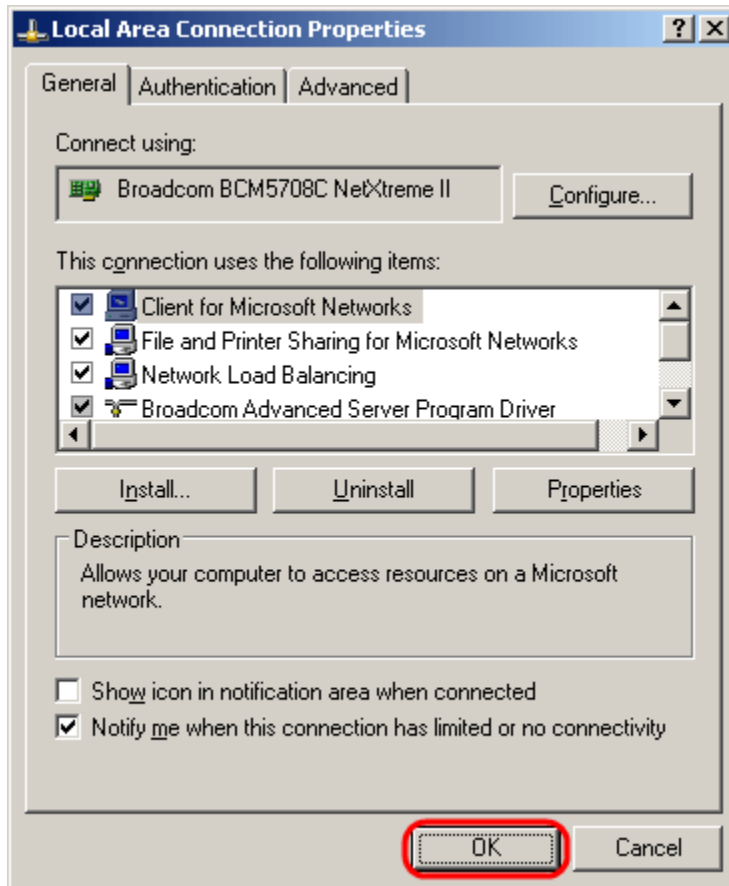 Local Area Connection Properties
General Authentication Advanced
Connect using:
Broadcom BCM5708C NetXtreme II
Configure...
This connection uses the following items:
Client for Microsoft Networks
File and Printer Sharing for Microsoft Networks
Network Load Balancing
Broadcom Advanced Server Program Driver
Install... Uninstall Properties
Description
Allows your computer to access resources on a Microsoft
network.
Show icon in notification area when connected
Notify me when this connection has limited or no connectivity
OK Cancel